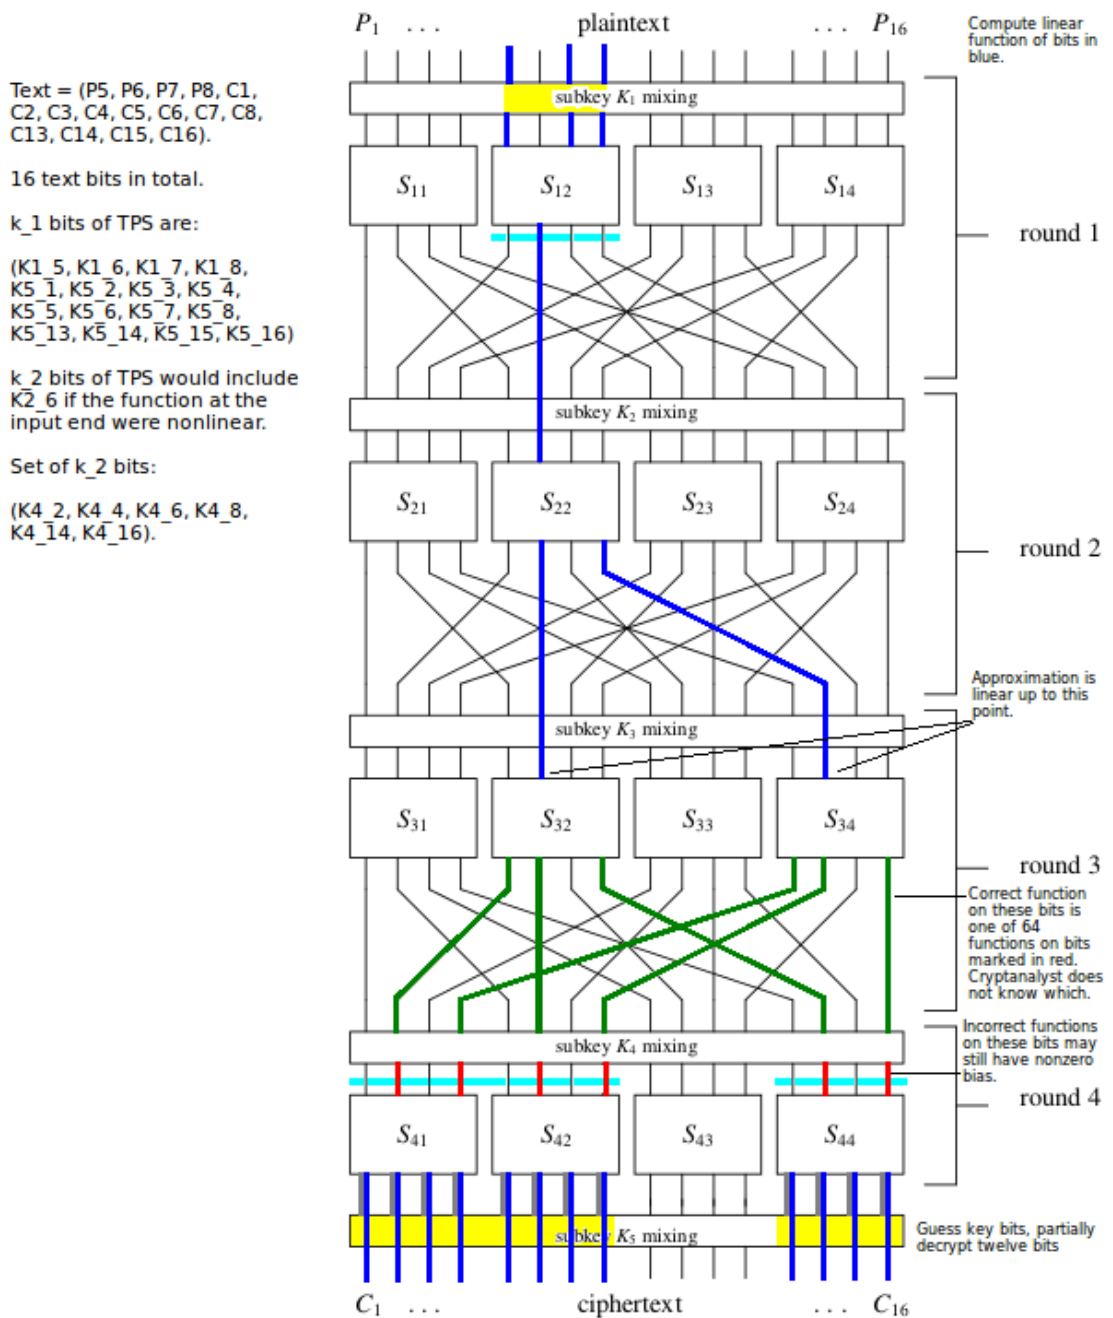 P1 . . . plaintext . . . P16
Compute linear
function of bits in
blue.
Text = (P5, P6, P7, P8, C1,
C2, C3, C4, C5, C6, C7, C8,
C13, C14, C15, C16).
16 text bits in total.
k_1 bits of TPS are:
(K1_5, K1_6, K1_7, K1_8,
K5_1, K5_2, K5_3, K5_4,
K5_5, K5_6, K5_7, K5_8,
K5_13, K5_14, K5_15, K5_16)
k_2 bits of TPS would include
K2_6 if the function at the
input end were nonlinear.
Set of k_2 bits:
(K4_2, K4_4, K4_6, K4_8,
K4_14, K4_16).
subkey K1 mixing
S11 S12 S13 S14
round 1
subkey K2 mixing
S21 S22 S23 S24
round 2
Approximation is
linear up to this
point.
subkey K3 mixing
S31 S32 S33 S34
round 3
Correct function
on these bits is
one of 64
functions on bits
marked in red.
Cryptanalyst does
not know which.
subkey K4 mixing
Incorrect functions
on these bits may
still have nonzero
bias.
S41 S42 S43 S44
round 4
subkey K5 mixing
Guess key bits, partially
decrypt twelve bits
C1 . . . ciphertext . . . C16